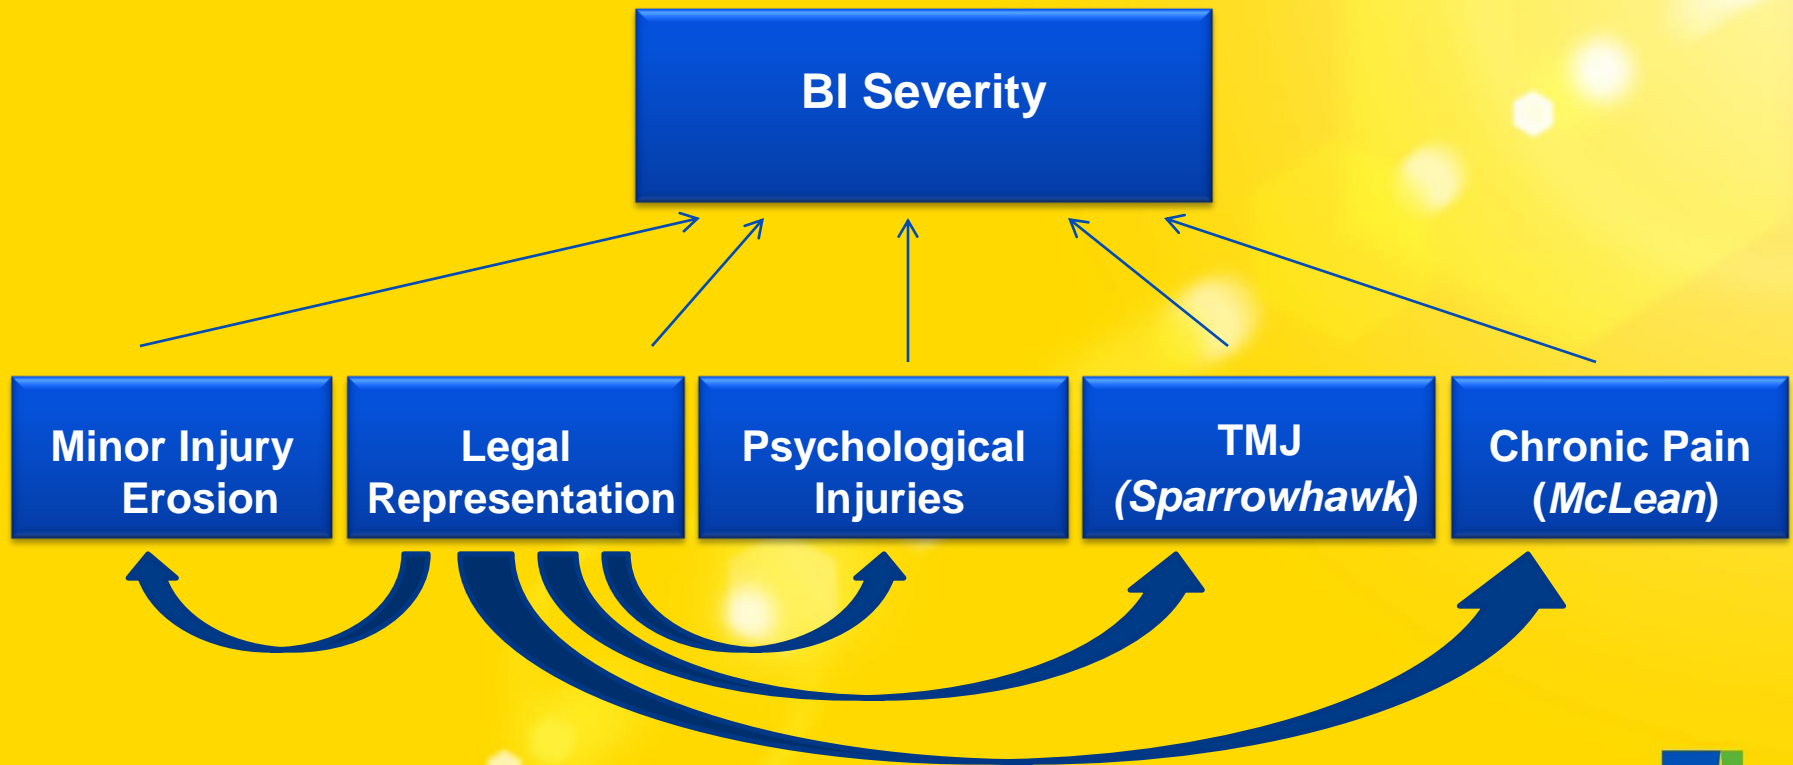 BI Severity
Minor Injury
Erosion
Legal
Representation
Psychological
Injuries
TMJ
(Sparrowhawk)
Chronic Pain
(McLean)